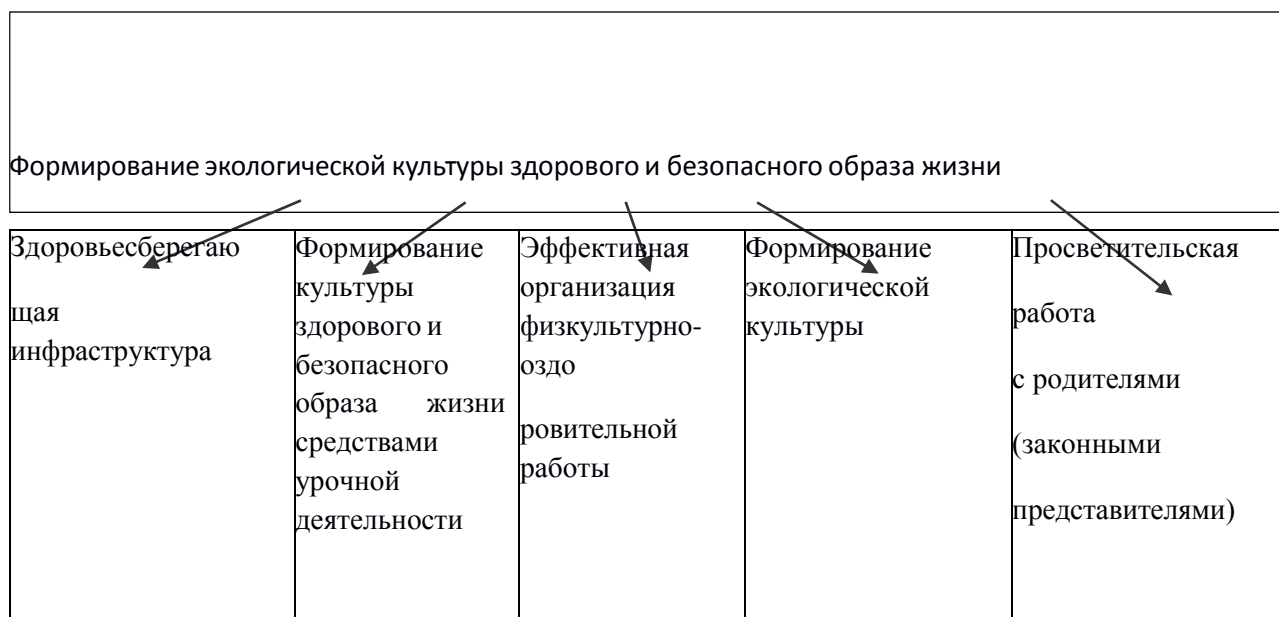 Формирование экологической культуры здорового и безопасного образа жизни
Здоровьесберегаю
щая
инфраструктура
Формирование
культуры
здорового и
безопасного
образа жизни
средствами
урочной
деятельности
Эффективная
организация
физкультурно-
оздо
ровительной
работы
Формирование
экологической
культуры
Просветительская
работа
с родителями
(законными
представителями)